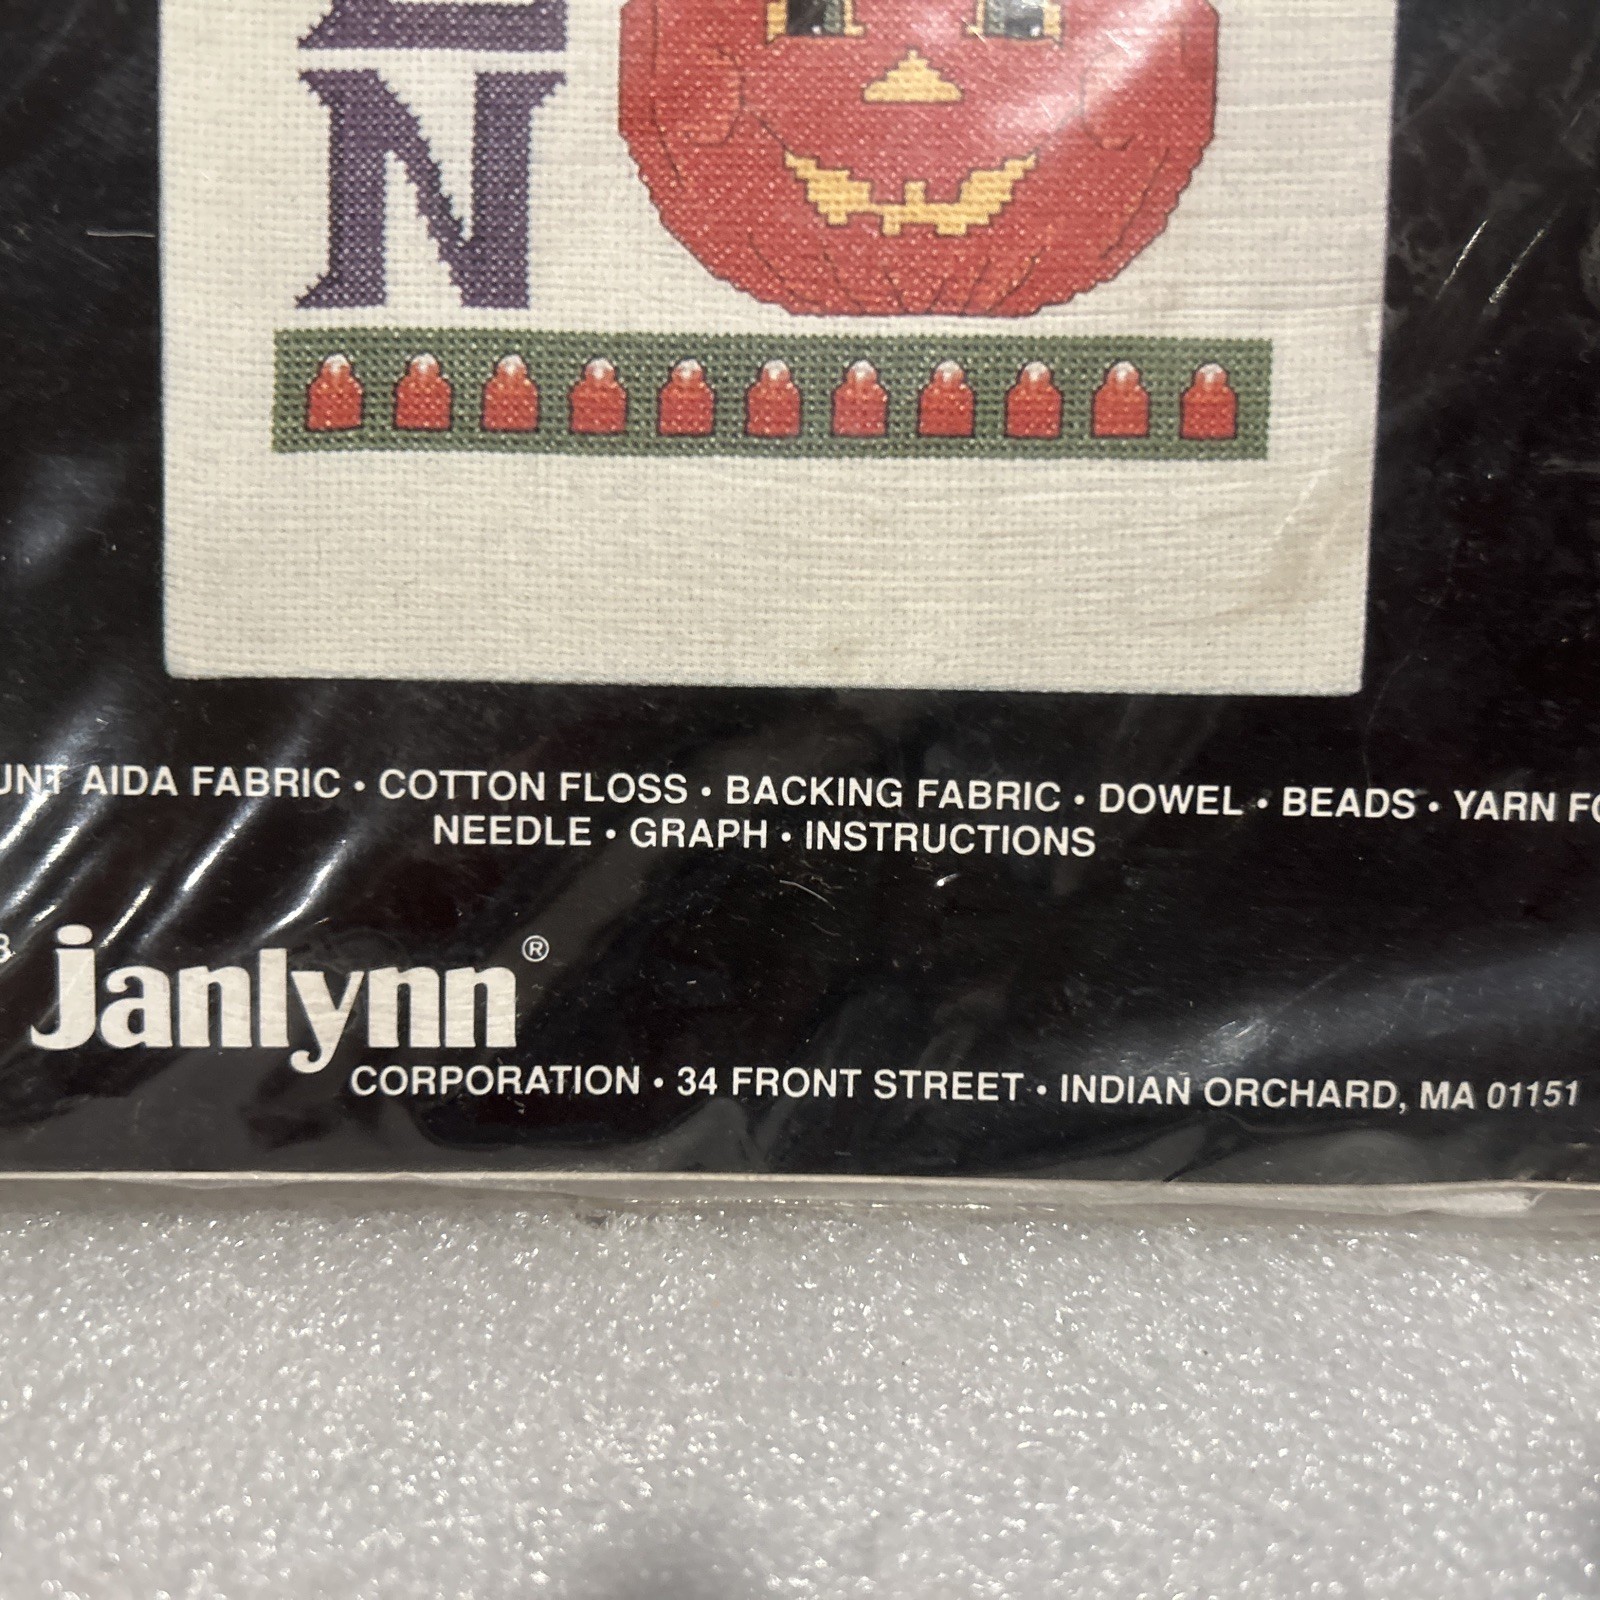 N
AIDA FABRIC • COTTON FLOSS • BACKING FABRIC • DOWEL • BEADS • YARN
NEEDLE • GRAPH • INSTRUCTIONS
janlynn®
CORPORATION • 34 FRONT STREET • INDIAN ORCHARD, MA 01151